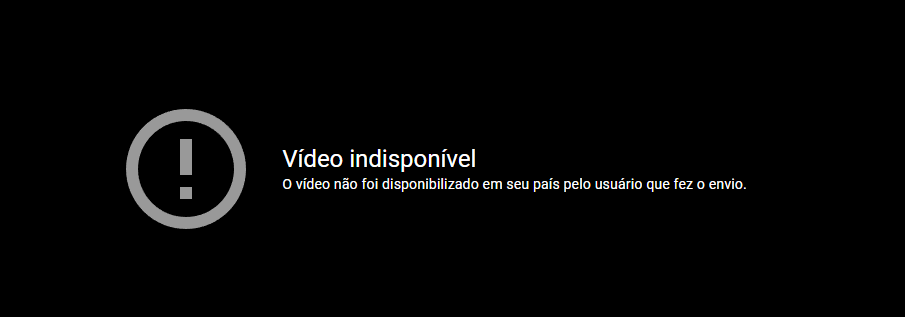 Vídeo indisponível
O vídeo não foi disponibilizado em seu país pelo usuário que fez o envio.